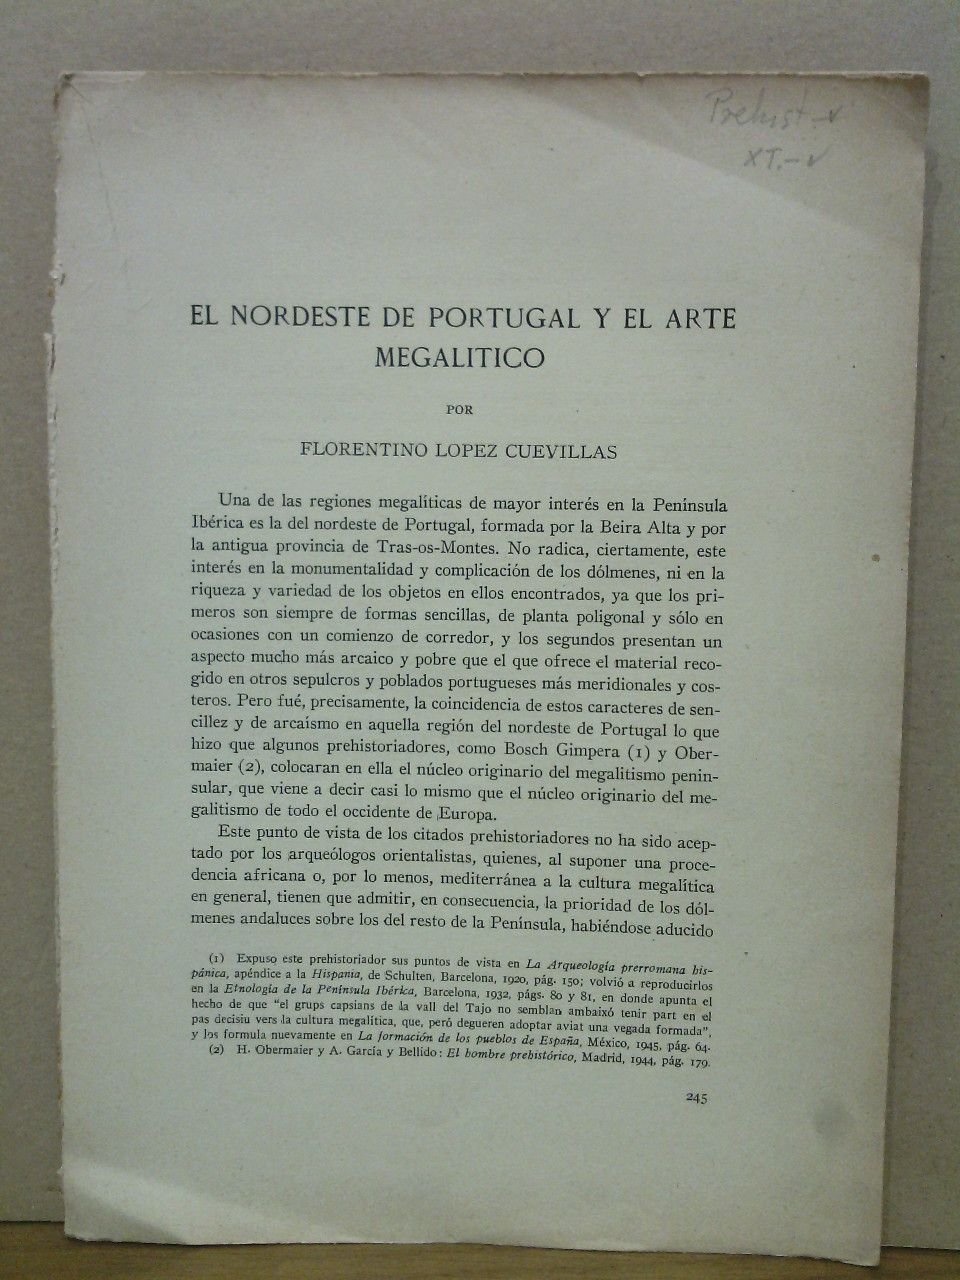 Prehist.-v
XT.-v
EL NORDESTE DE PORTUGAL Y EL ARTE
MEGALITICO
POR
FLORENTINO LOPEZ CUEVILLAS
Una de las regiones megalíticas de mayor interés en la Península
Ibérica es la del nordeste de Portugal, formada por la Beira Alta y por
la antigua provincia de Tras-os-Montes. No radica, ciertamente, este
interés en la monumentalidad y complicación de los dólmenes, ni en la
riqueza y variedad de los objetos en ellos encontrados, ya que los pri-
meros son siempre de formas sencillas, de planta poligonal y sólo en
ocasiones con un comienzo de corredor, y los segundos presentan un
aspecto mucho más arcaico y pobre que el que ofrece el material reco-
gido en otros sepulcros y poblados portugueses más meridionales y cos-
teros. Pero fué, precisamente, la coincidencia de estos caracteres de sen-
cillez y de arcaísmo en aquella región del nordeste de Portugal lo que
hizo que algunos prehistoriadores, como Bosch Gimpera (1) y Ober-
maier (2), colocaran en ella el núcleo originario del megalitismo penin-
sular, que viene a decir casi lo mismo que el núcleo originario del me-
galitismo de todo el occidente de Europa.
Este punto de vista de los citados prehistoriadores no ha sido acep-
tado por los arqueólogos orientalistas, quienes, al suponer una proce-
dencia africana o, por lo menos, mediterránea a la cultura megalítica
en general, tienen que admitir, en consecuencia, la prioridad de los dól-
menes andaluces sobre los del resto de la Península, habiéndose aducido
(1) Expuso este prehistoriador sus puntos de vista en La Arqueología prerromana his-
pánica, apéndice a la Hispania, de Schulten, Barcelona, 1920, pág. 150; volvió a reproducirlos
en la Etnología de la Península Ibérica, Barcelona, 1932, págs. 80 y 81, en donde apunta el
hecho de que "el grups capsians de la vall del Tajo no semblan ambaixó tenir part en el
pas decisiu vers la cultura megalítica, que, peró degueren adoptar aviat una vegada formada",
y los formula nuevamente en La formación de los pueblos de España, México, 1945, pág. 64.
(2) H. Obermaier y A. García y Bellido: El hombre prehistórico, Madrid, 1944, pág. 179.
245